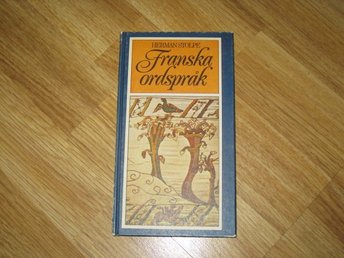 HERMAN STOLPE
Franska
ordspråk